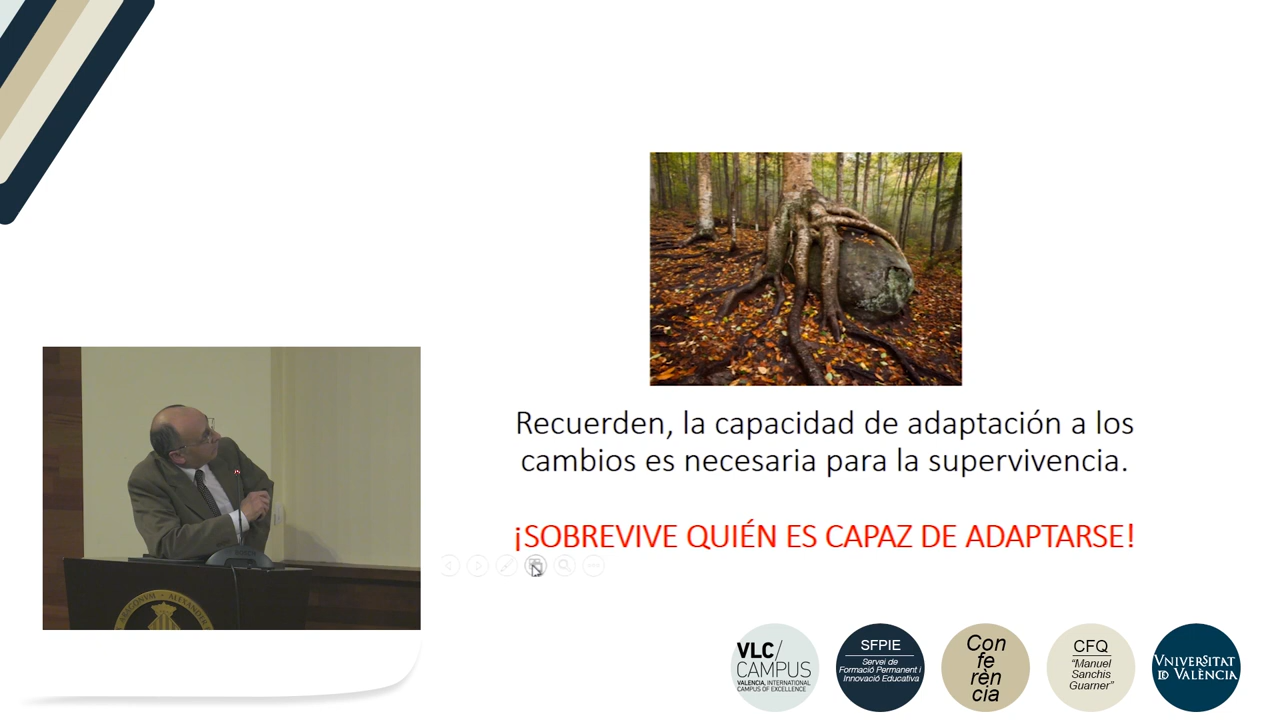 Recuerden, la capacidad de adaptación a los
cambios es necesaria para la supervivencia.
¡SOBREVIVE QUIÉN ES CAPAZ DE ADAPTARSE!
ARAGONVM · ALEXANDER
VLC/
CAMPUS
VALENCIA, INTERNATIONAL
CAMPUS OF EXCELLENCE
SFPIE
Servei de
Formació Permanent i
Innovació Educativa
Con
fe
rèn
cia
CFQ
"Manuel
Sanchis
Guarner"
VNIVERSITAT
ID VALÈNCIA